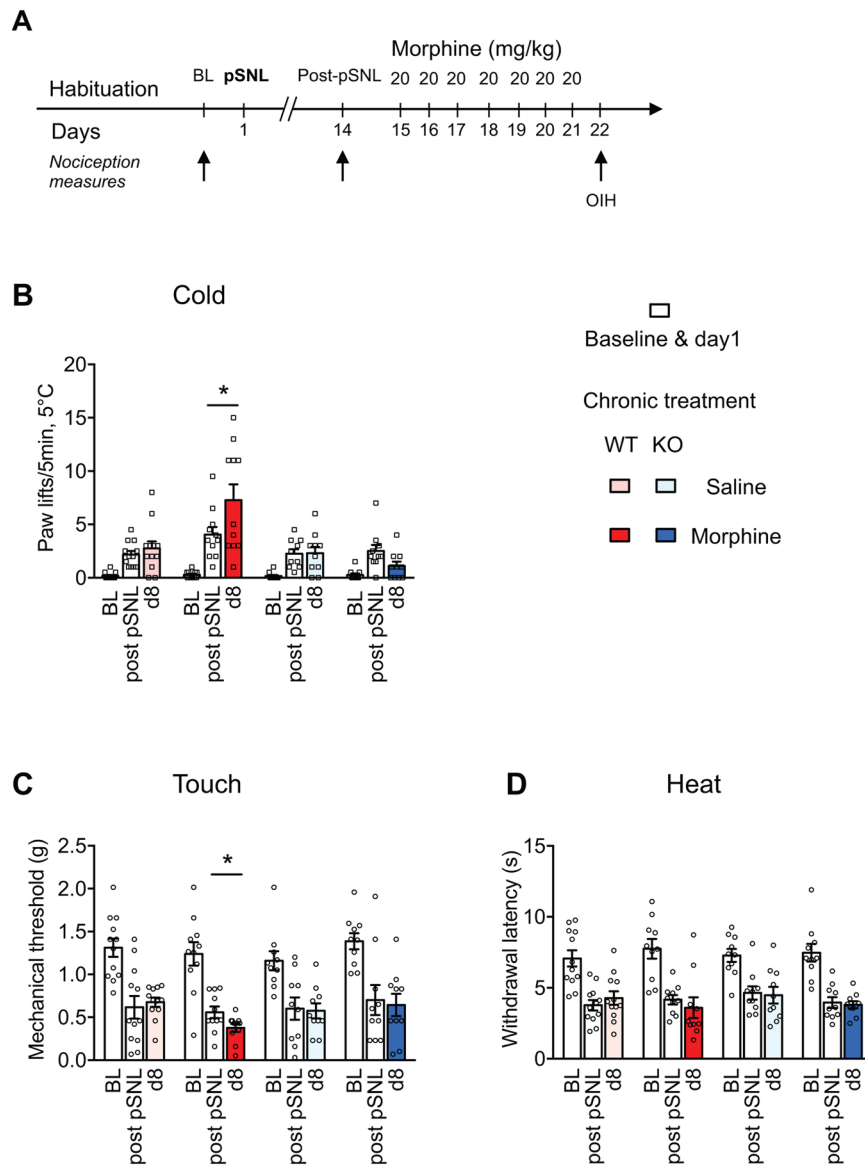 A
Morphine (mg/kg)
Habituation BL pSNL Post-pSNL 20 20 20 20 20 20 20
Days 1 14 15 16 17 18 19 20 21 22
Nociception
measures
OIH
B
Cold
Paw lifts/5min, 5°C
20
15
10
5
0
*
BL post pSNL d8 BL post pSNL d8 BL post pSNL d8 BL post pSNL d8
Baseline & day1
Chronic treatment
WT KO
Saline
Morphine
C
Touch
Mechanical threshold (g)
2.5
2.0
1.5
1.0
0.5
0.0
*
BL post pSNL d8 BL post pSNL d8 BL post pSNL d8 BL post pSNL d8
D
Heat
Withdrawal latency (s)
15
10
5
0
BL post pSNL d8 BL post pSNL d8 BL post pSNL d8 BL post pSNL d8